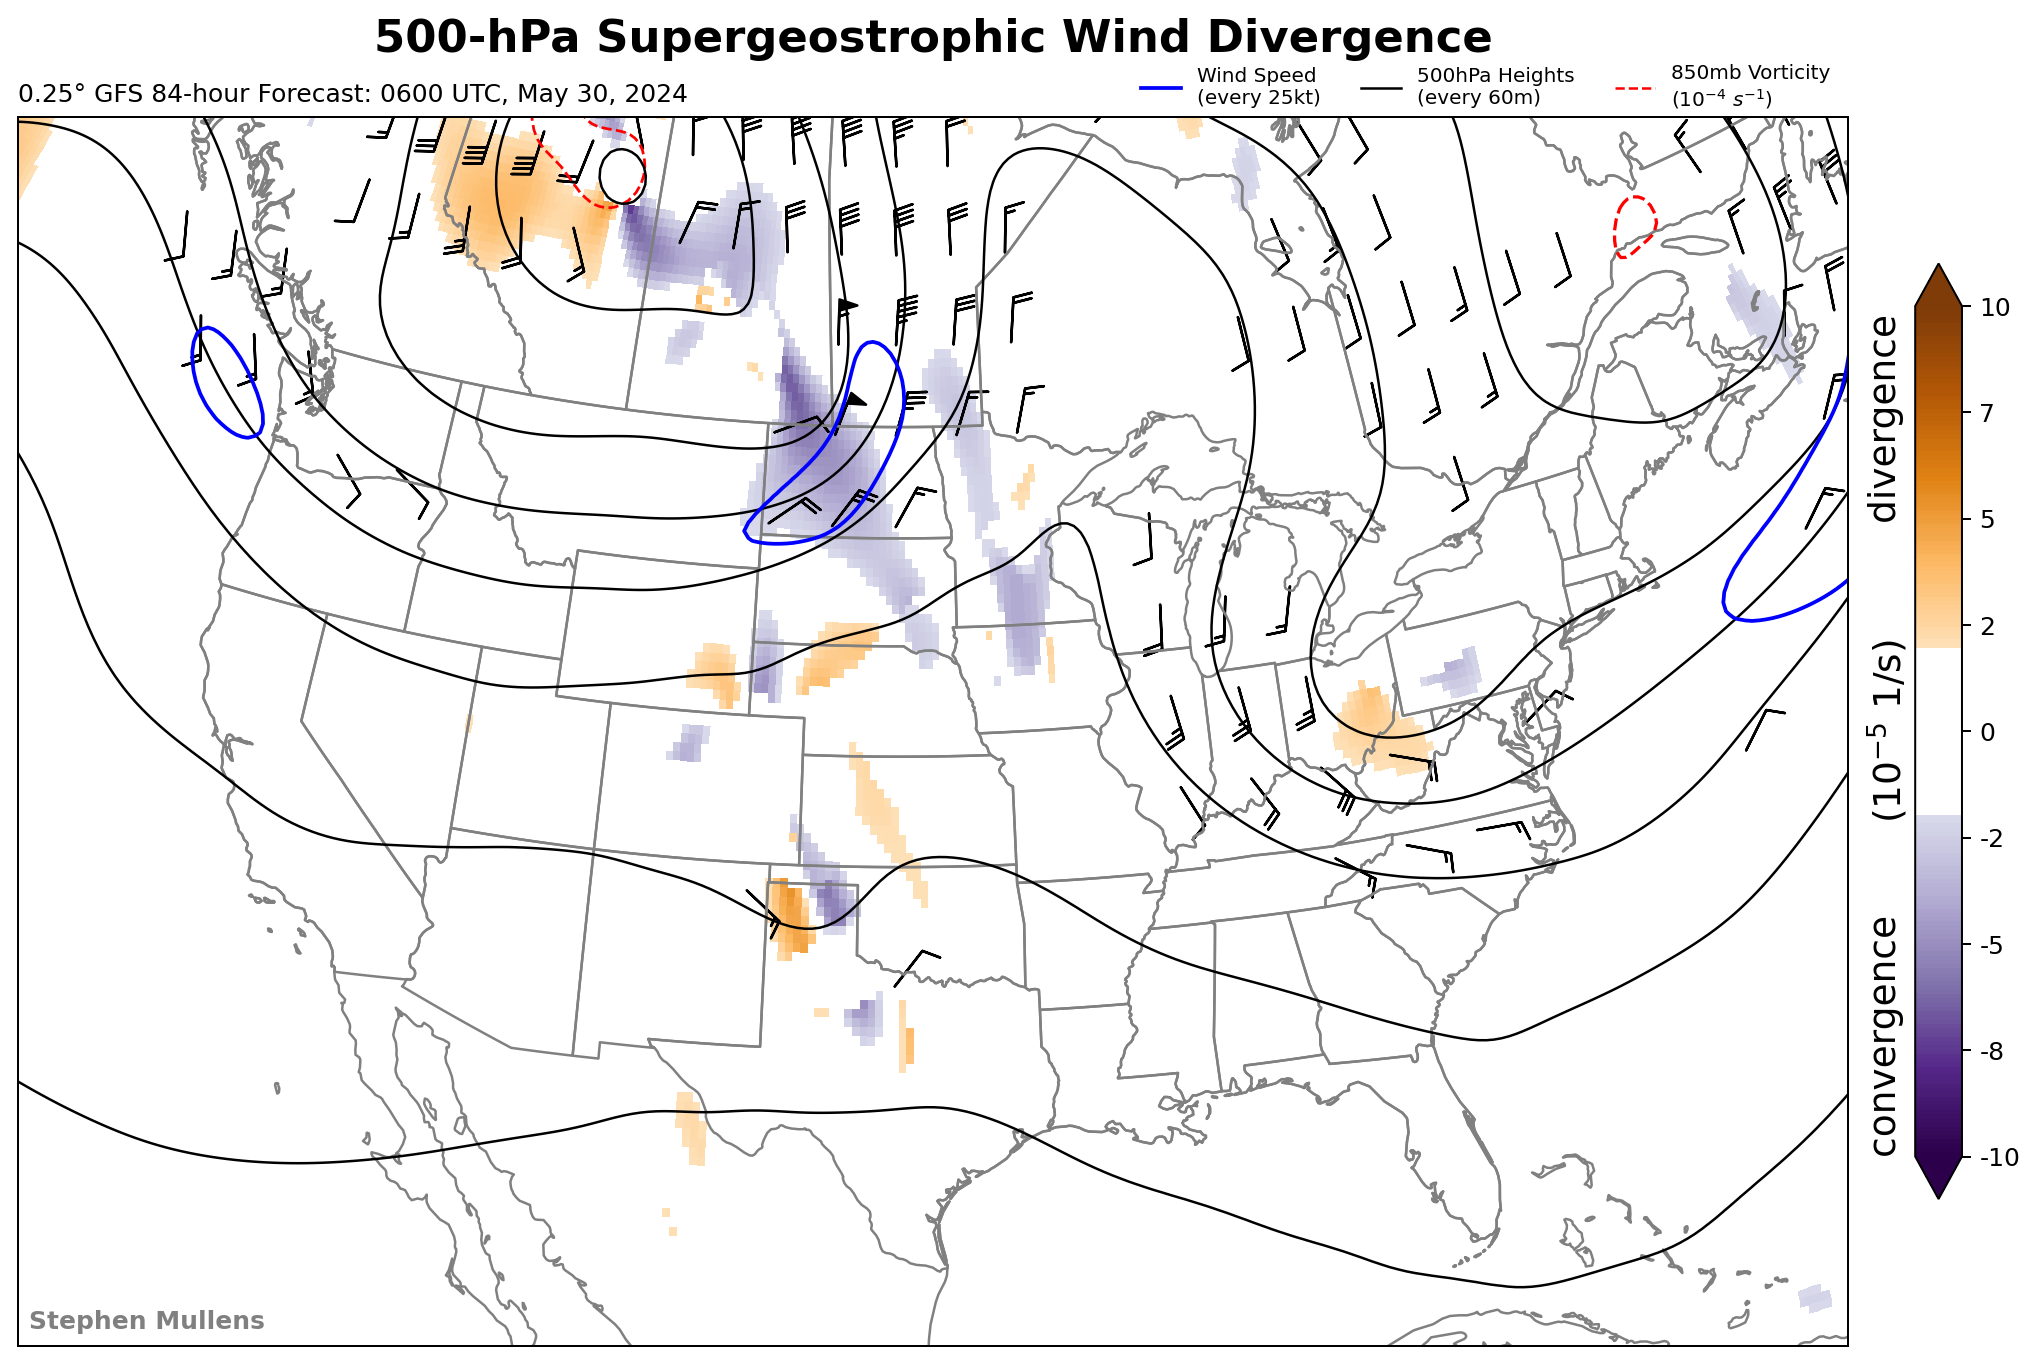 500-hPa Supergeostrophic Wind Divergence
0.25° GFS 84-hour Forecast: 0600 UTC, May 30, 2024
Wind Speed
(every 25kt)
500hPa Heights
(every 60m)
850mb Vorticity
(10⁻⁴ s⁻¹)
10
7
5
2
0
-2
-5
-8
-10
convergence (10⁻⁵ 1/s) divergence
Stephen Mullens